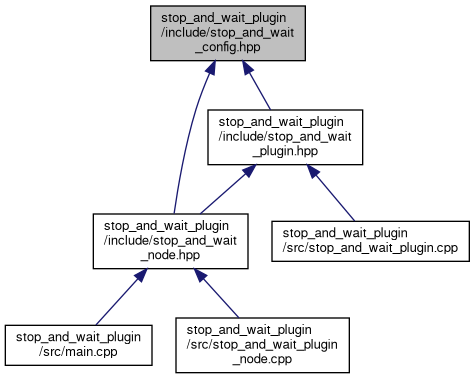 stop_and_wait_plugin
/include/stop_and_wait
_config.hpp
stop_and_wait_plugin
/include/stop_and_wait
_plugin.hpp
stop_and_wait_plugin
/include/stop_and_wait
_node.hpp
stop_and_wait_plugin
/src/stop_and_wait_plugin.cpp
stop_and_wait_plugin
/src/main.cpp
stop_and_wait_plugin
/src/stop_and_wait_plugin
_node.cpp